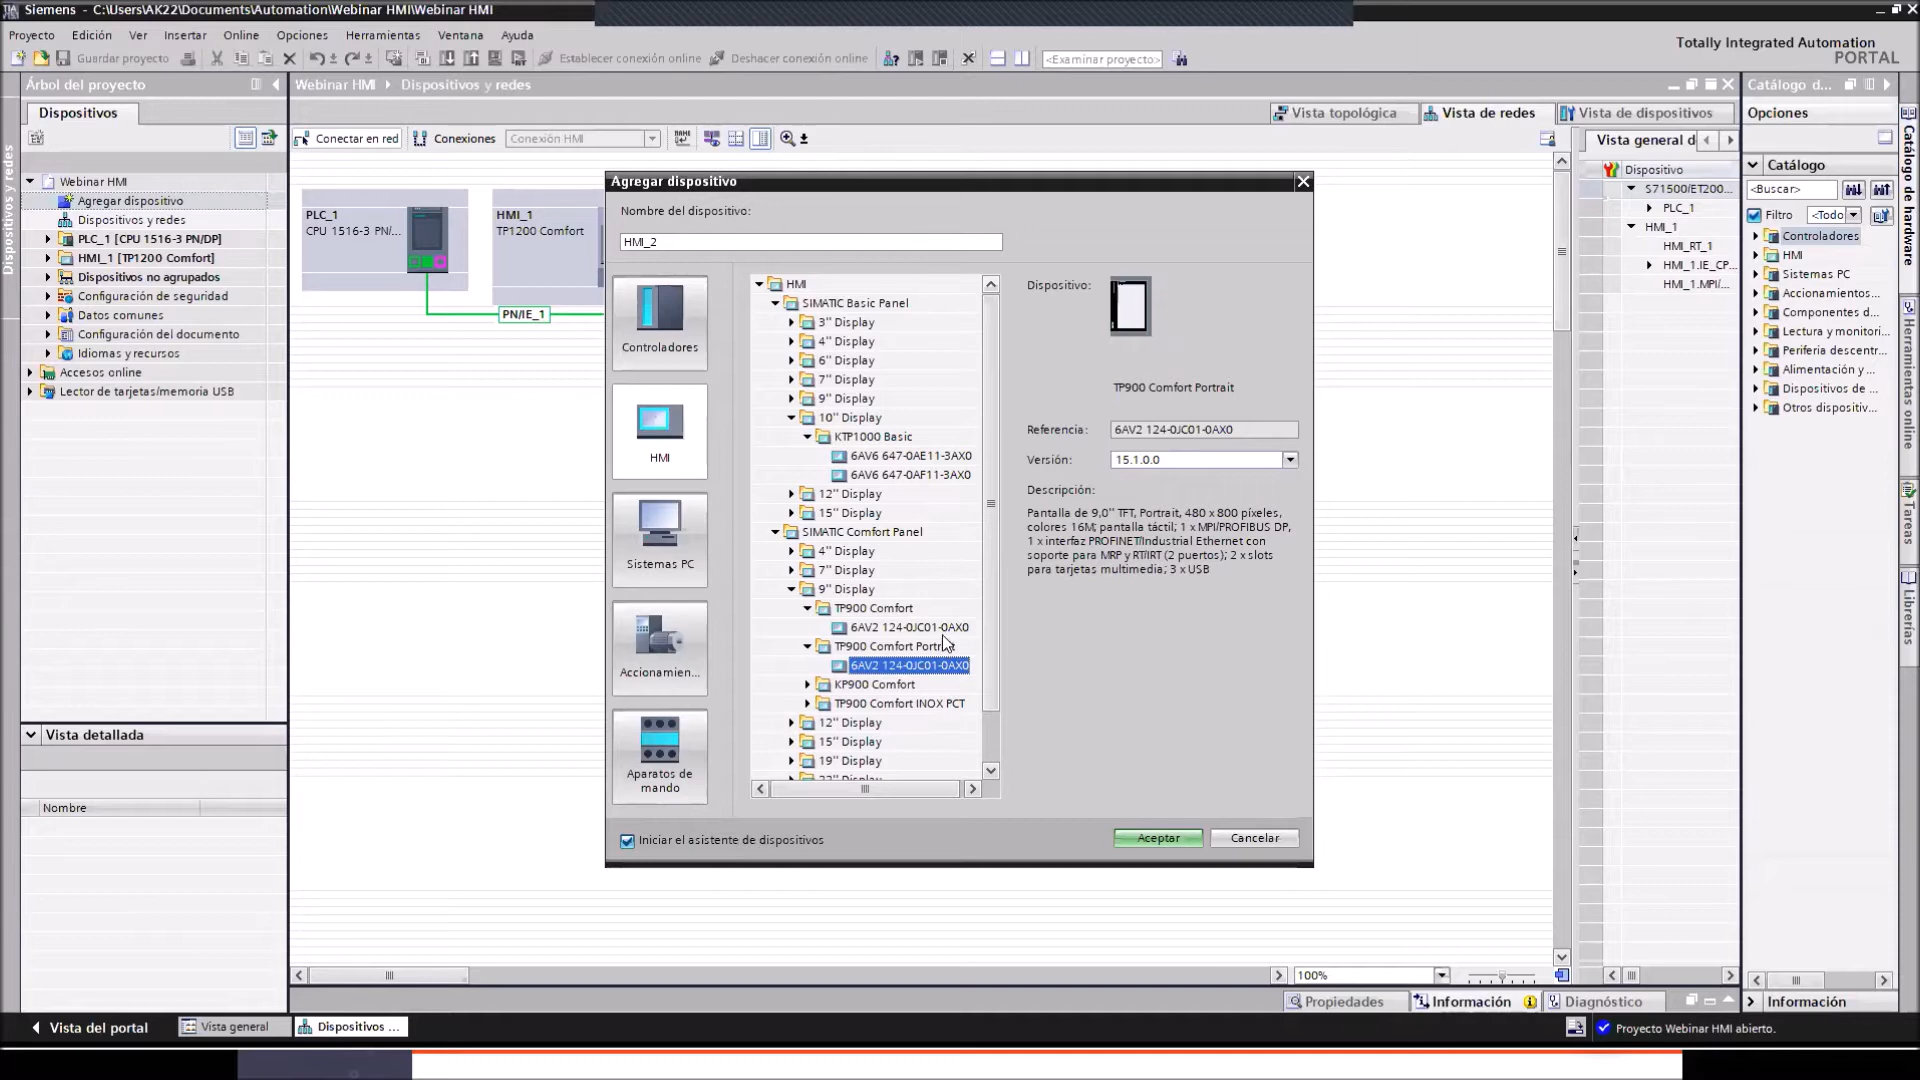 Siemens - C:\Users\AK22\Documents\Automation\Webinar HMI\Webinar HMI
Proyecto Edición Ver Insertar Online Opciones Herramientas Ventana Ayuda
Totally Integrated Automation
PORTAL
Guardar proyecto
Establecer conexión online
Deshacer conexión online
<Examinar proyecto>
Árbol del proyecto
Webinar HMI
Dispositivos y redes
Catálogo d...
Dispositivos
Vista topológica
Vista de redes
Vista de dispositivos
Opciones
Conectar en red
Conexiones
Conexión HMI
Dispositivos y redes
Webinar HMI
Agregar dispositivo
Dispositivos y redes
PLC_1 [CPU 1516-3 PN/DP]
HMI_1 [TP1200 Comfort]
Dispositivos no agrupados
Configuración de seguridad
Datos comunes
Configuración del documento
Idiomas y recursos
Accesos online
Lector de tarjetas/memoria USB
Vista detallada
Nombre
PLC_1
CPU 1516-3 PN/...
HMI_1
TP1200 Comfort
PN/IE_1
Agregar dispositivo
Nombre del dispositivo:
HMI_2
Controladores
HMI
Sistemas PC
Accionamien...
Aparatos de
mando
HMI
SIMATIC Basic Panel
3" Display
4" Display
6" Display
7" Display
9" Display
10" Display
KTP1000 Basic
6AV6 647-0AE11-3AX0
6AV6 647-0AF11-3AX0
12" Display
15" Display
SIMATIC Comfort Panel
4" Display
7" Display
9" Display
TP900 Comfort
6AV2 124-0JC01-0AX0
TP900 Comfort Portrait
6AV2 124-0JC01-0AX0
KP900 Comfort
TP900 Comfort INOX PCT
12" Display
15" Display
19" Display
22" Display
Dispositivo:
TP900 Comfort Portrait
Referencia:
6AV2 124-0JC01-0AX0
Versión:
15.1.0.0
Descripción:
Pantalla de 9,0" TFT, Portrait, 480 x 800 píxeles,
colores 16M; pantalla táctil; 1 x MPI/PROFIBUS DP,
1 x interfaz PROFINET/Industrial Ethernet con
soporte para MRP y RT/IRT (2 puertos); 2 x slots
para tarjetas multimedia; 3 x USB
Iniciar el asistente de dispositivos
Aceptar
Cancelar
Vista general d
Dispositivo
S71500/ET200...
PLC_1
HMI_1
HMI_RT_1
HMI_1.IE_CP...
HMI_1.MPI/...
Catálogo
<Buscar>
Filtro
<Todo
Controladores
HMI
Sistemas PC
Accionamientos...
Componentes d...
Lectura y monitori...
Periferia descentr...
Alimentación y ...
Dispositivos de ...
Otros dispositiv...
Catálogo de hardware
Herramientas online
Tareas
Librerías
100%
Propiedades
Información
Diagnóstico
Información
Vista del portal
Vista general
Dispositivos ...
Proyecto Webinar HMI abierto.